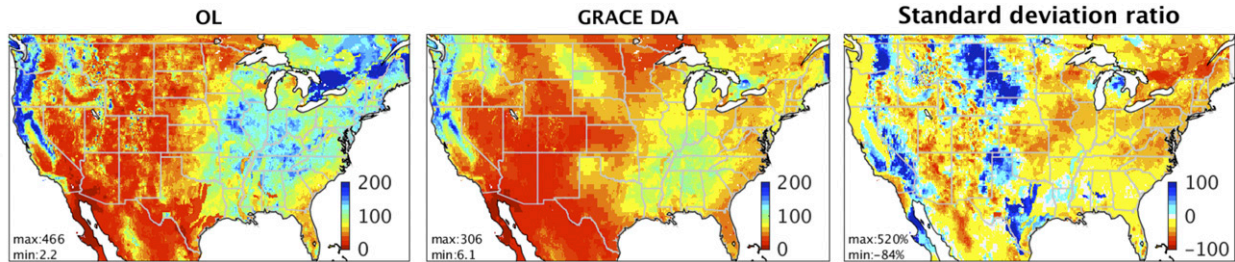 OL
GRACE DA
Standard deviation ratio
200
100
0
max:466
min:2.2
200
100
0
max:306
min:6.1
100
0
-100
max:520%
min:-84%